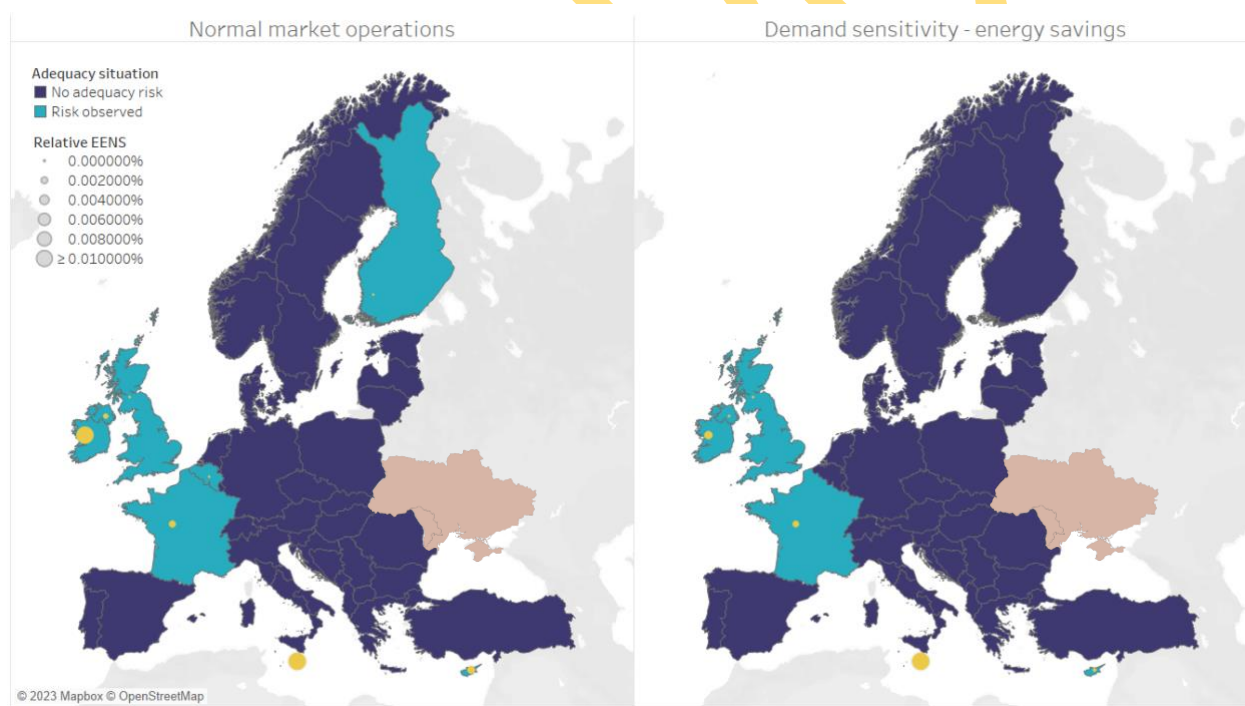 Normal market operations
Demand sensitivity - energy savings
Adequacy situation
No adequacy risk
Risk observed
Relative EENS
0.000000%
0.002000%
0.004000%
0.006000%
0.008000%
≥ 0.010000%
© 2023 Mapbox © OpenStreetMap